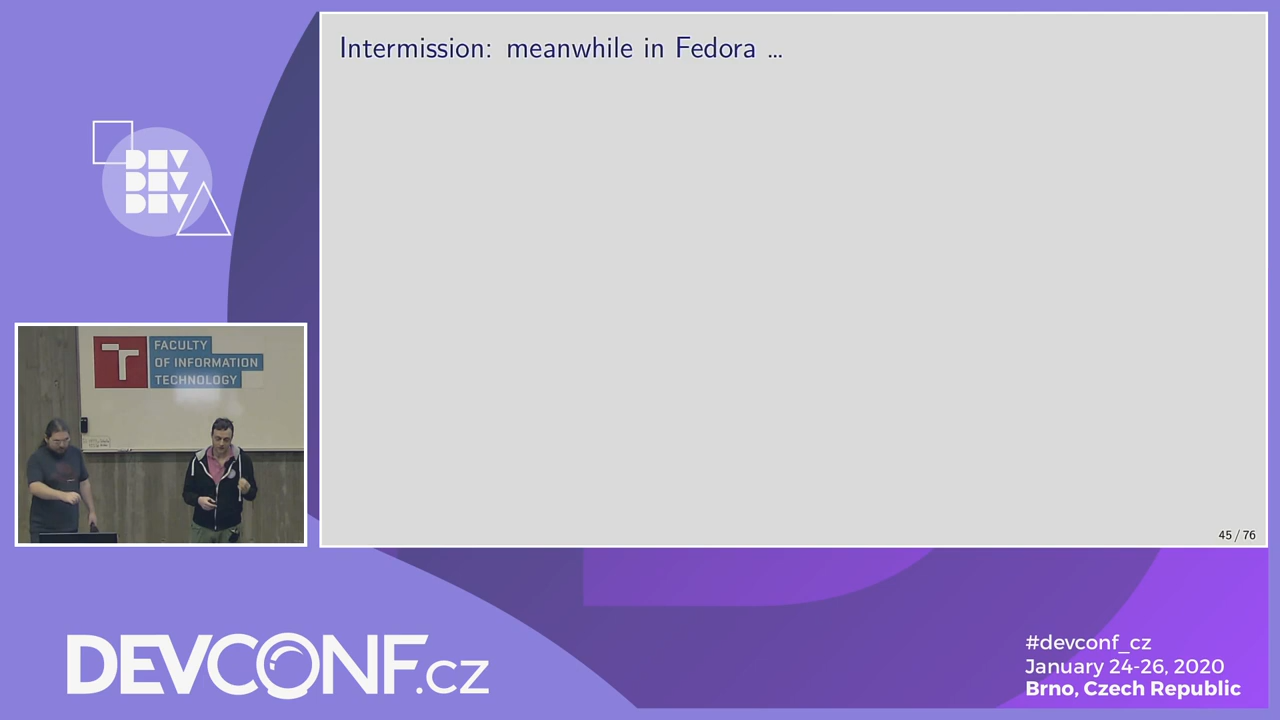 Intermission: meanwhile in Fedora ...
DEV
DEV
DEV
FACULTY
OF INFORMATION
TECHNOLOGY
45 / 76
DEVCONF.cz
#devconf_cz
January 24-26, 2020
Brno, Czech Republic